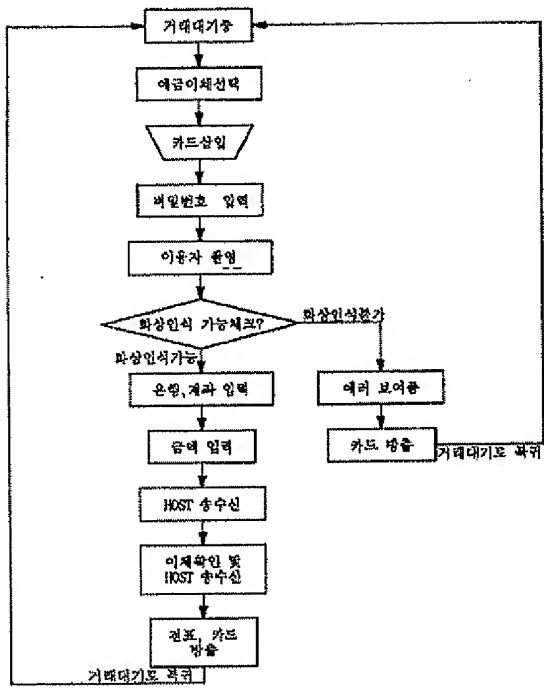 거래대기중
예금이체선택
카드삽입
비밀번호 입력
이용자 촬영
화상인식 가능체크?
화상인식불가
화상인식가능
은행,계좌 입력
에러 보여줌
금액 입력
카드 방출
거래대기로 복귀
HOST 송수신
이체확인 및
HOST 송수신
전표, 카드
방출
거래대기로 복귀